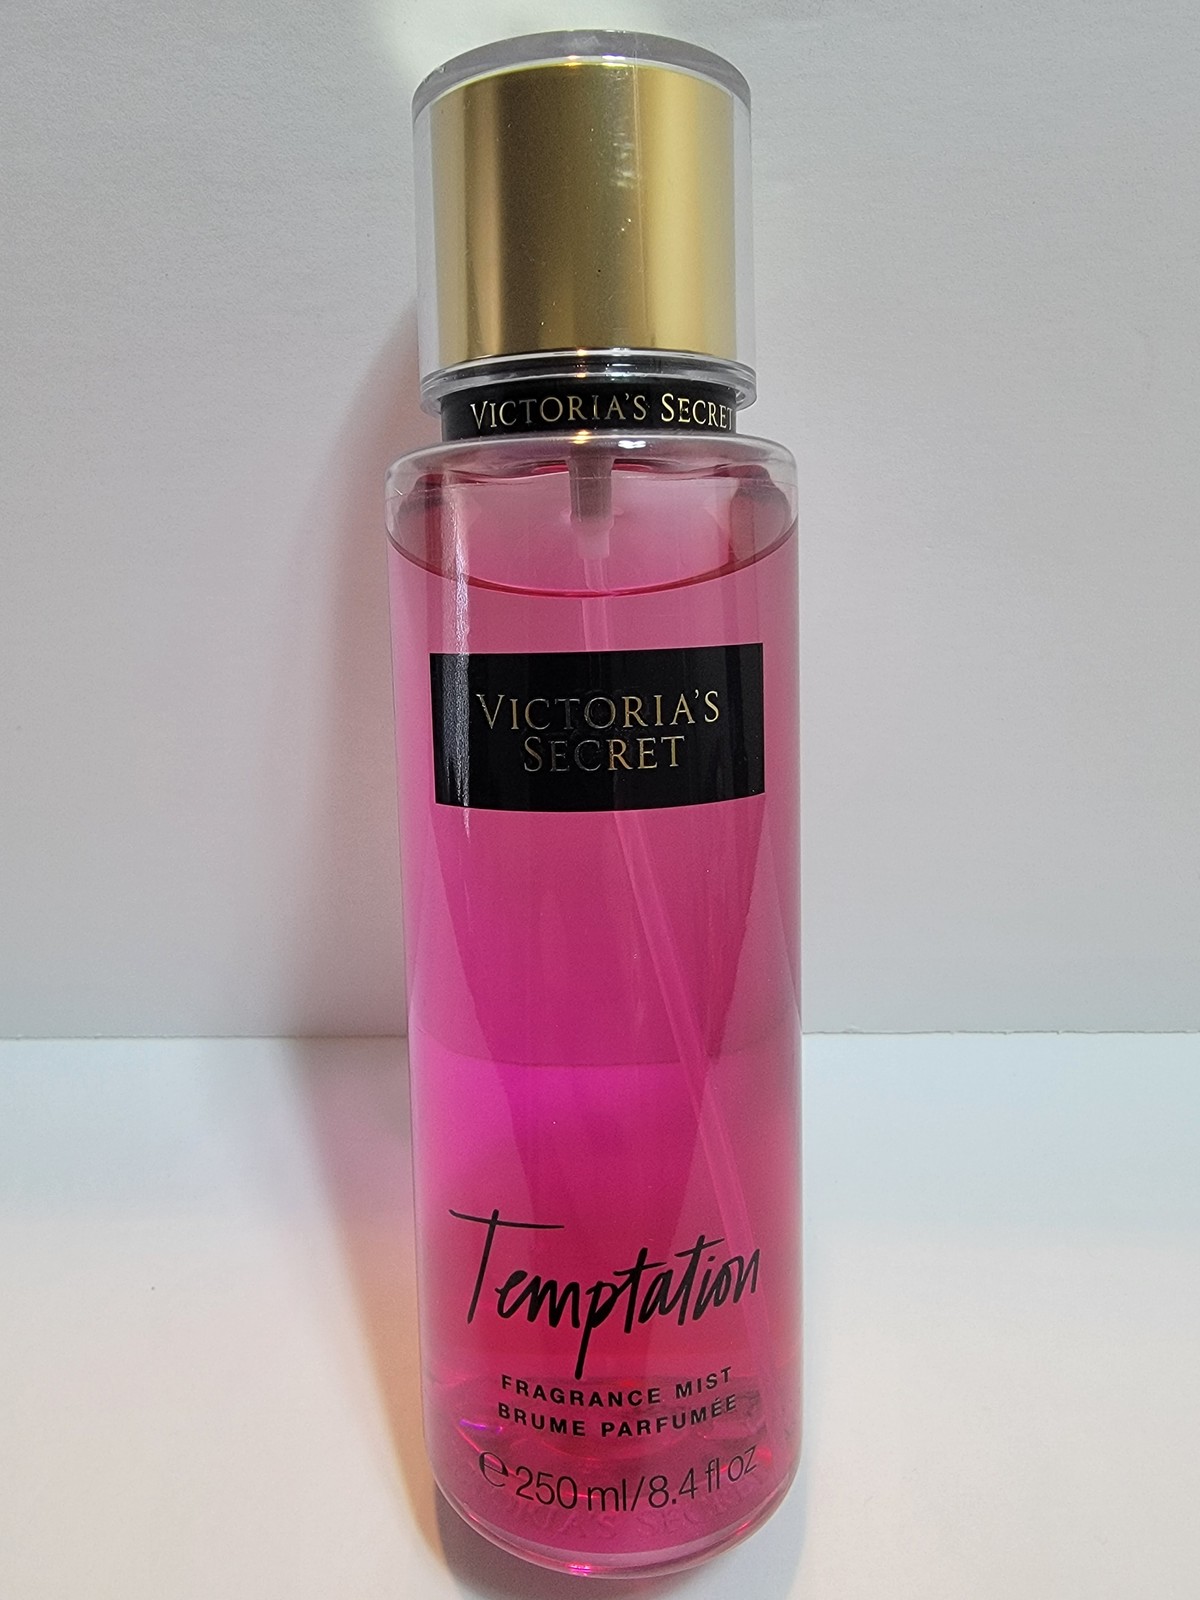 VICTORIA'S SECRET
VICTORIA'S
SECRET
Temptation
FRAGRANCE MIST
BRUME PARFUMÉE
℮ 250 ml/8.4 fl oz